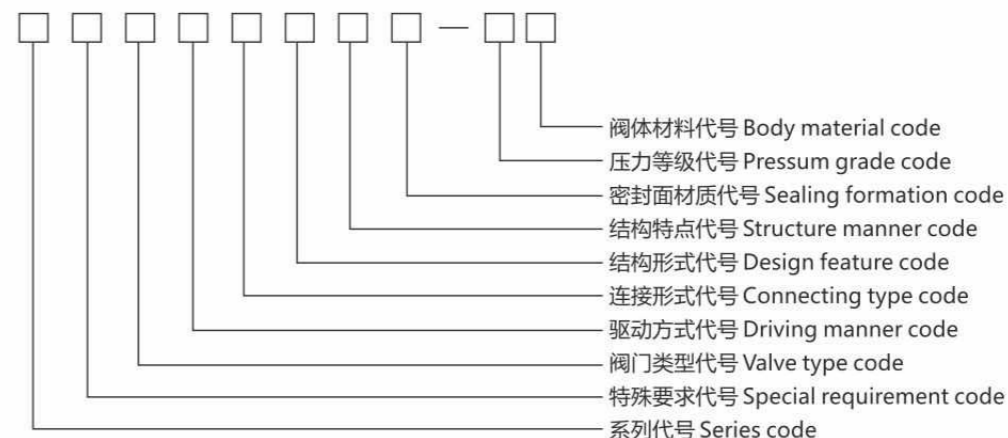 阀体材料代号 Body material code
压力等级代号 Pressum grade code
密封面材质代号 Sealing formation code
结构特点代号 Structure manner code
结构形式代号 Design feature code
连接形式代号 Connecting type code
驱动方式代号 Driving manner code
阀门类型代号 Valve type code
特殊要求代号 Special requirement code
系列代号 Series code